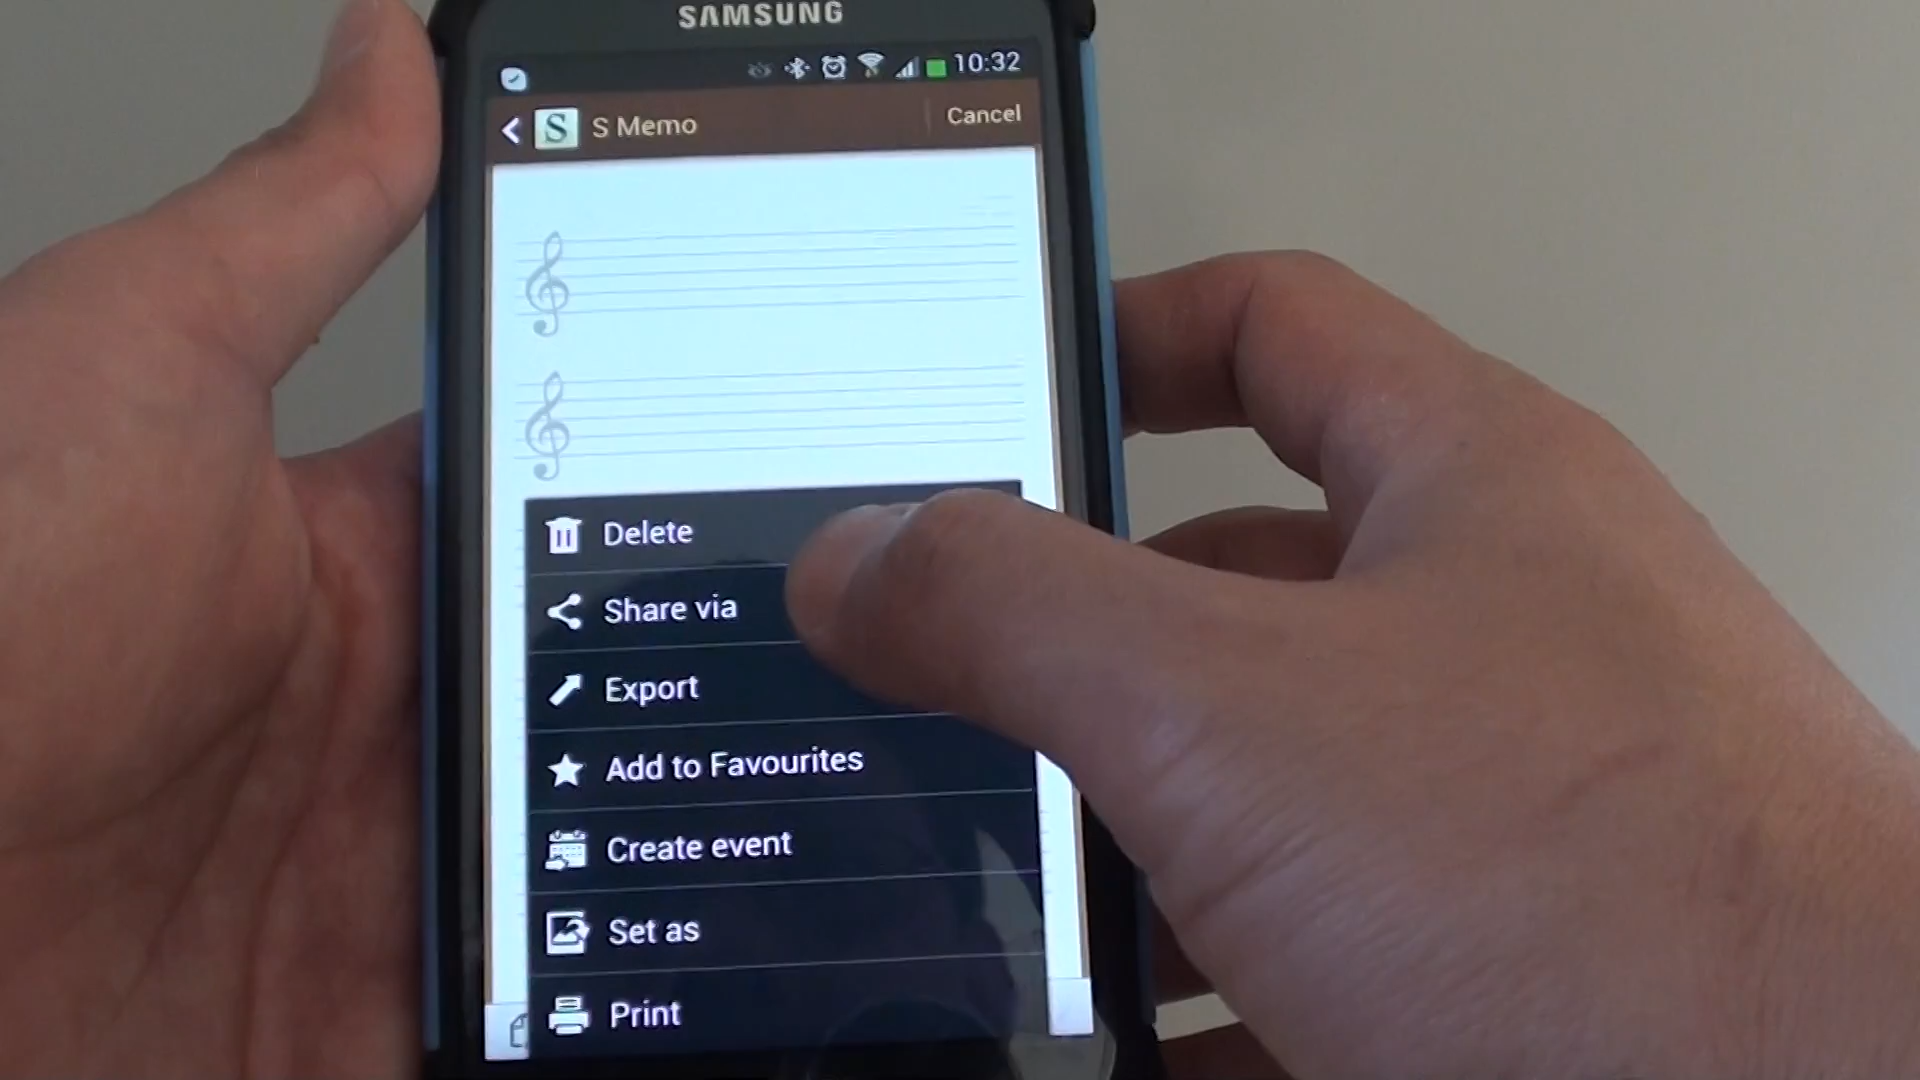 SAMSUNG
10:32
S S Memo
Cancel
Delete
Share via
Export
Add to Favourites
Create event
Set as
Print